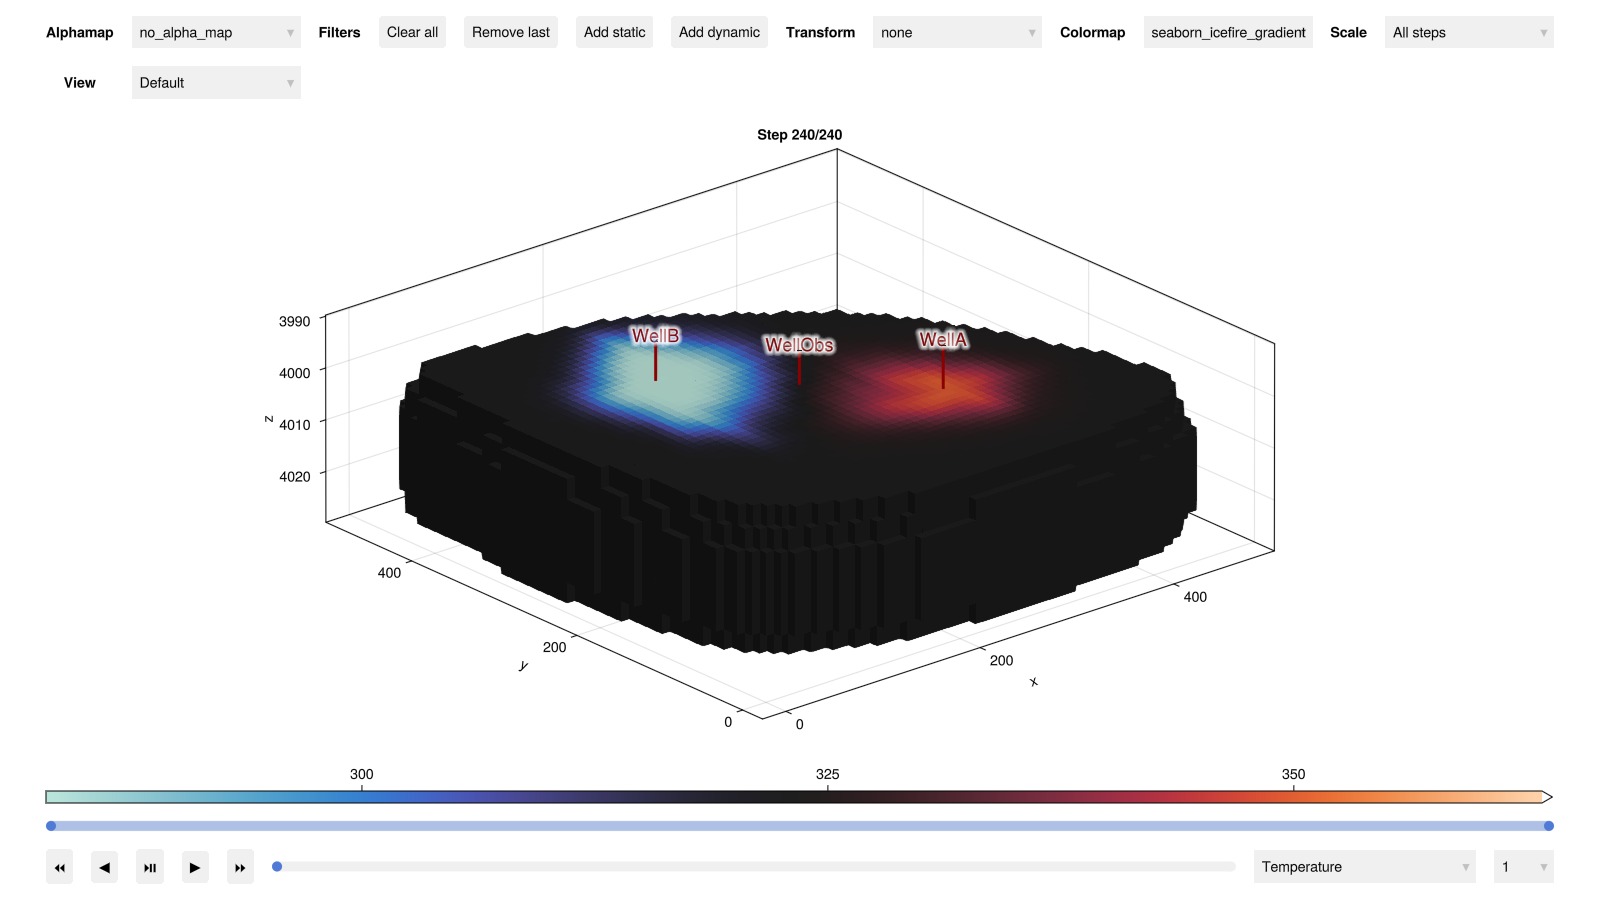 Alphamap no_alpha_map Filters Clear all Remove last Add static Add dynamic Transform none Colormap seaborn_icefire_gradient Scale All steps
View Default
Step 240/240
3990
4000
4010
4020
z
WellB
WellObs
WellA
400
200
0
y
0
200
400
x
300 325 350
Temperature 1